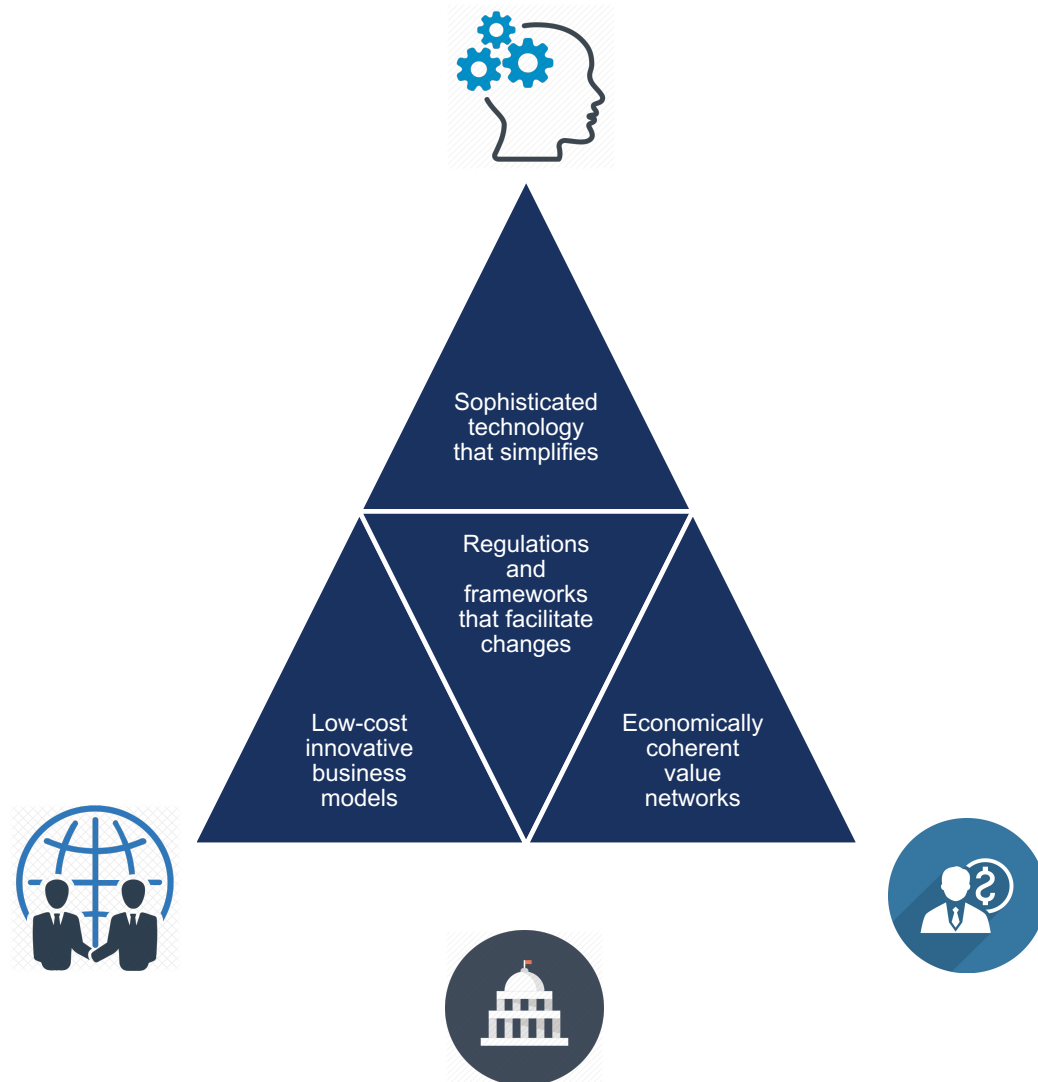 Sophisticated
technology
that simplifies
Regulations
and
frameworks
that facilitate
changes
Low-cost
innovative
business
models
Economically
coherent
value
networks